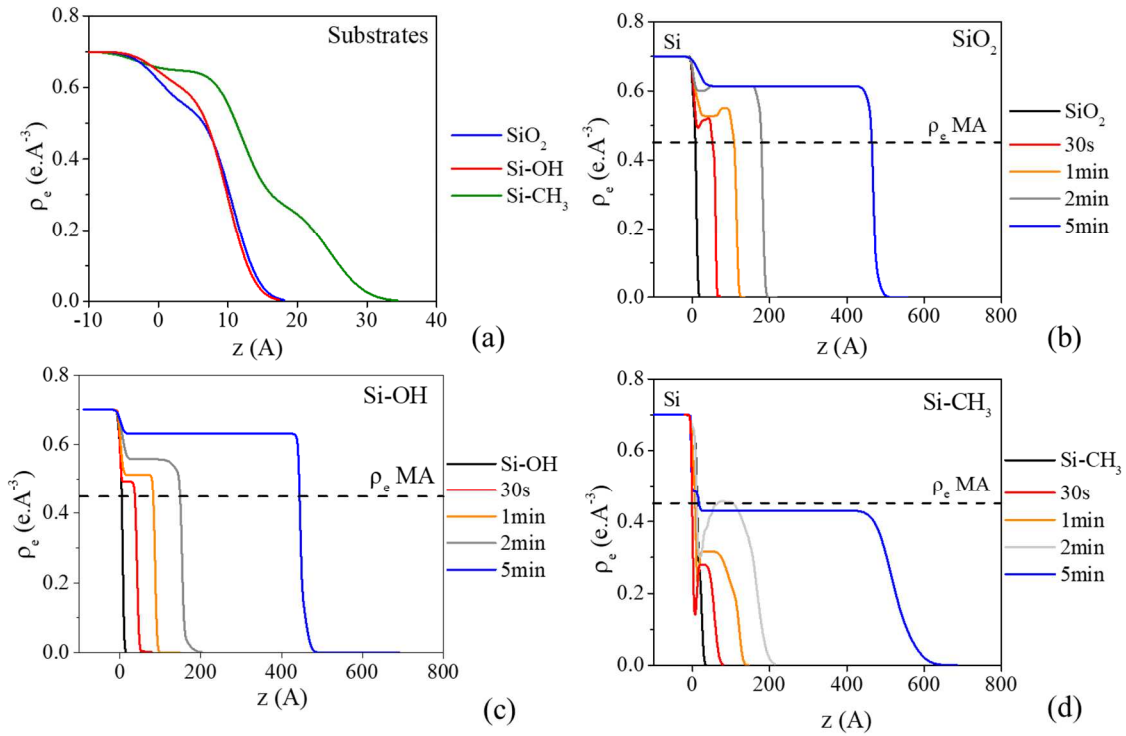 Substrates
ρe (e.A-3)
0.8
0.6
0.4
0.2
0.0
-10 0 10 20 30 40
z (A)
SiO2
Si-OH
Si-CH3
(a)
Si
SiO2
ρe MA
ρe (e.A-3)
0.8
0.6
0.4
0.2
0.0
0 200 400 600 800
z (A)
SiO2
30s
1min
2min
5min
(b)
Si-OH
ρe MA
ρe (e.A-3)
0.8
0.6
0.4
0.2
0.0
0 200 400 600 800
z (A)
Si-OH
30s
1min
2min
5min
(c)
Si
Si-CH3
ρe MA
ρe (e.A-3)
0.8
0.6
0.4
0.2
0.0
0 200 400 600 800
z (A)
Si-CH3
30s
1min
2min
5min
(d)